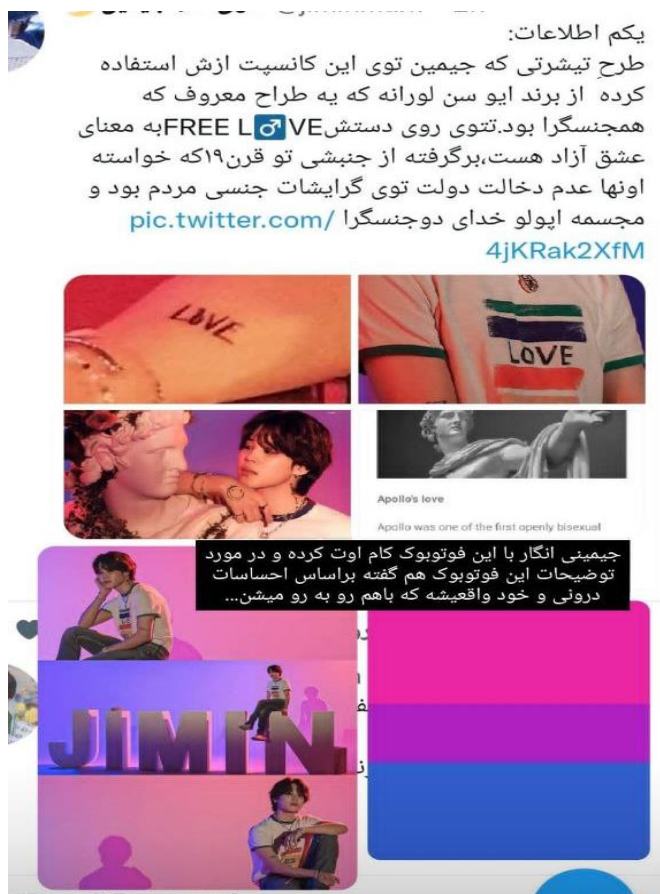 یکم اطلاعات:
طرحِ تیشرتی که جیمین توی این کانسپت ازش استفاده
کرده از برند ایو سن لورانه که یه طراح معروف که
همجنسگرا بود.تتوی روی دستشFREE L♂️VEبه معنای
عشق آزاد هست،برگرفته از جنبشی تو قرن۱۹که خواسته
اونها عدم دخالت دولت توی گرایشات جنسی مردم بود و
مجسمه اپولو خدای دوجنسگرا pic.twitter.com/
4jKRak2XfM
LOVE
LOVE
Apollo's love
Apollo was one of the first openly bisexual
جیمینی انگار با این فوتوبوک کام اوت کرده و در مورد
توضیحات این فوتوبوک هم گفته براساس احساسات
درونی و خود واقعیشه که باهم رو به رو میشن...
JIMIN